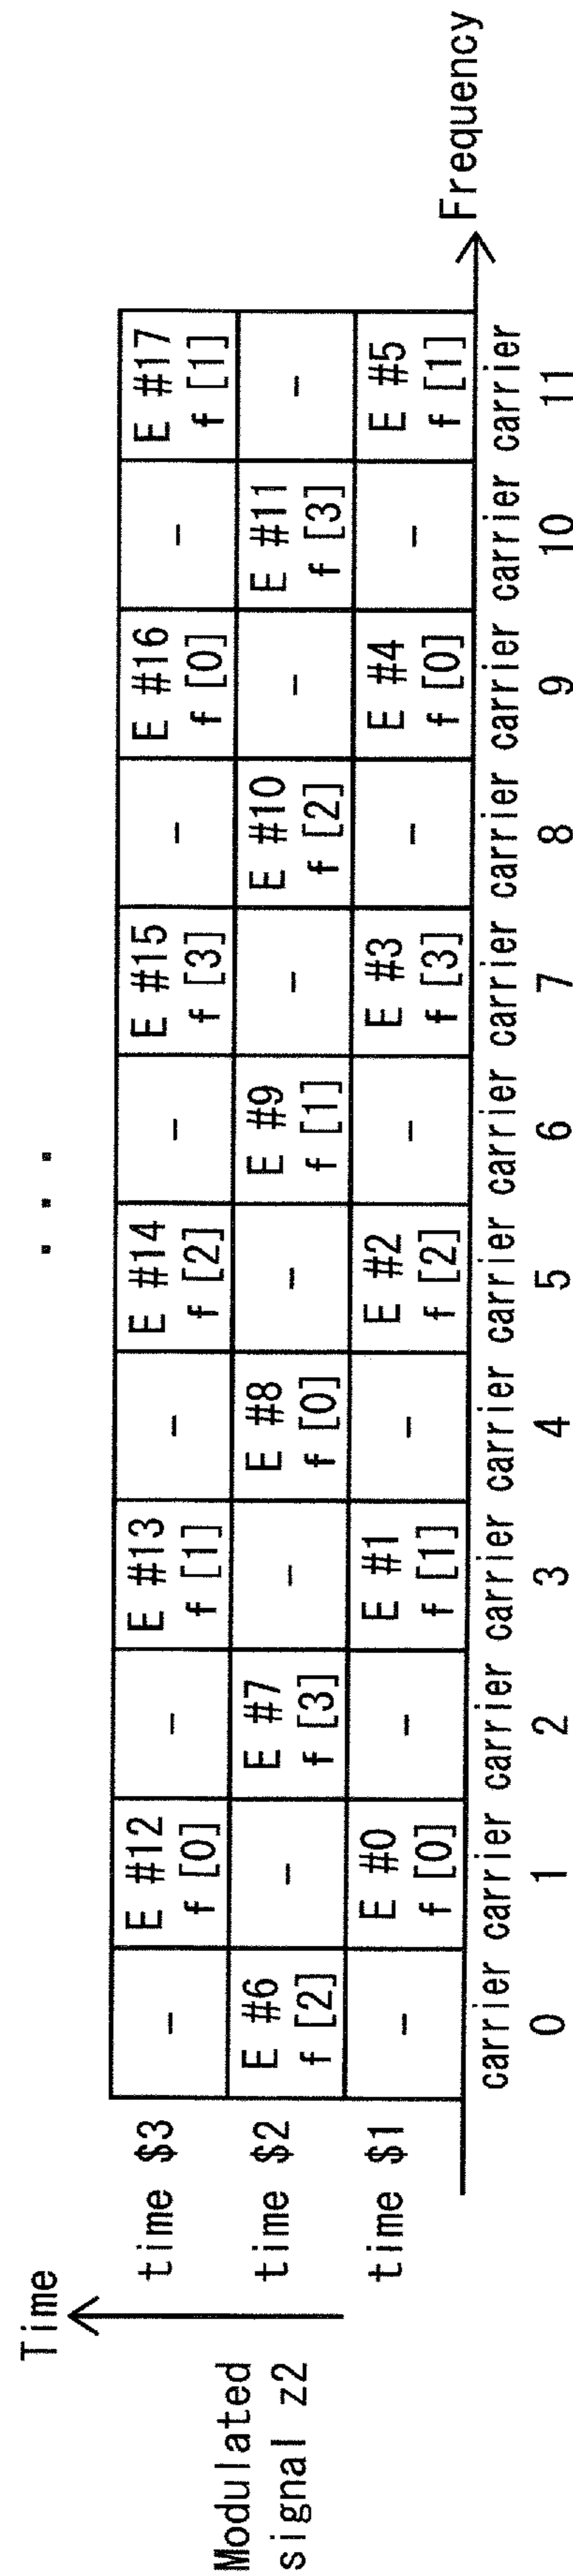 Time
Modulated
signal z2
. . .
time $3
- E #12 - E #13 - E #14 - E #15 - E #16 - E #17
f [0] f [1] f [2] f [3] f [0] f [1]
time $2
E #6 - E #7 - E #8 - E #9 - E #10 - E #11 -
f [2] f [3] f [0] f [1] f [2] f [3]
time $1
- E #0 - E #1 - E #2 - E #3 - E #4 - E #5
f [0] f [1] f [2] f [3] f [0] f [1]
Frequency
carrier carrier carrier carrier carrier carrier carrier carrier carrier carrier carrier carrier
0 1 2 3 4 5 6 7 8 9 10 11